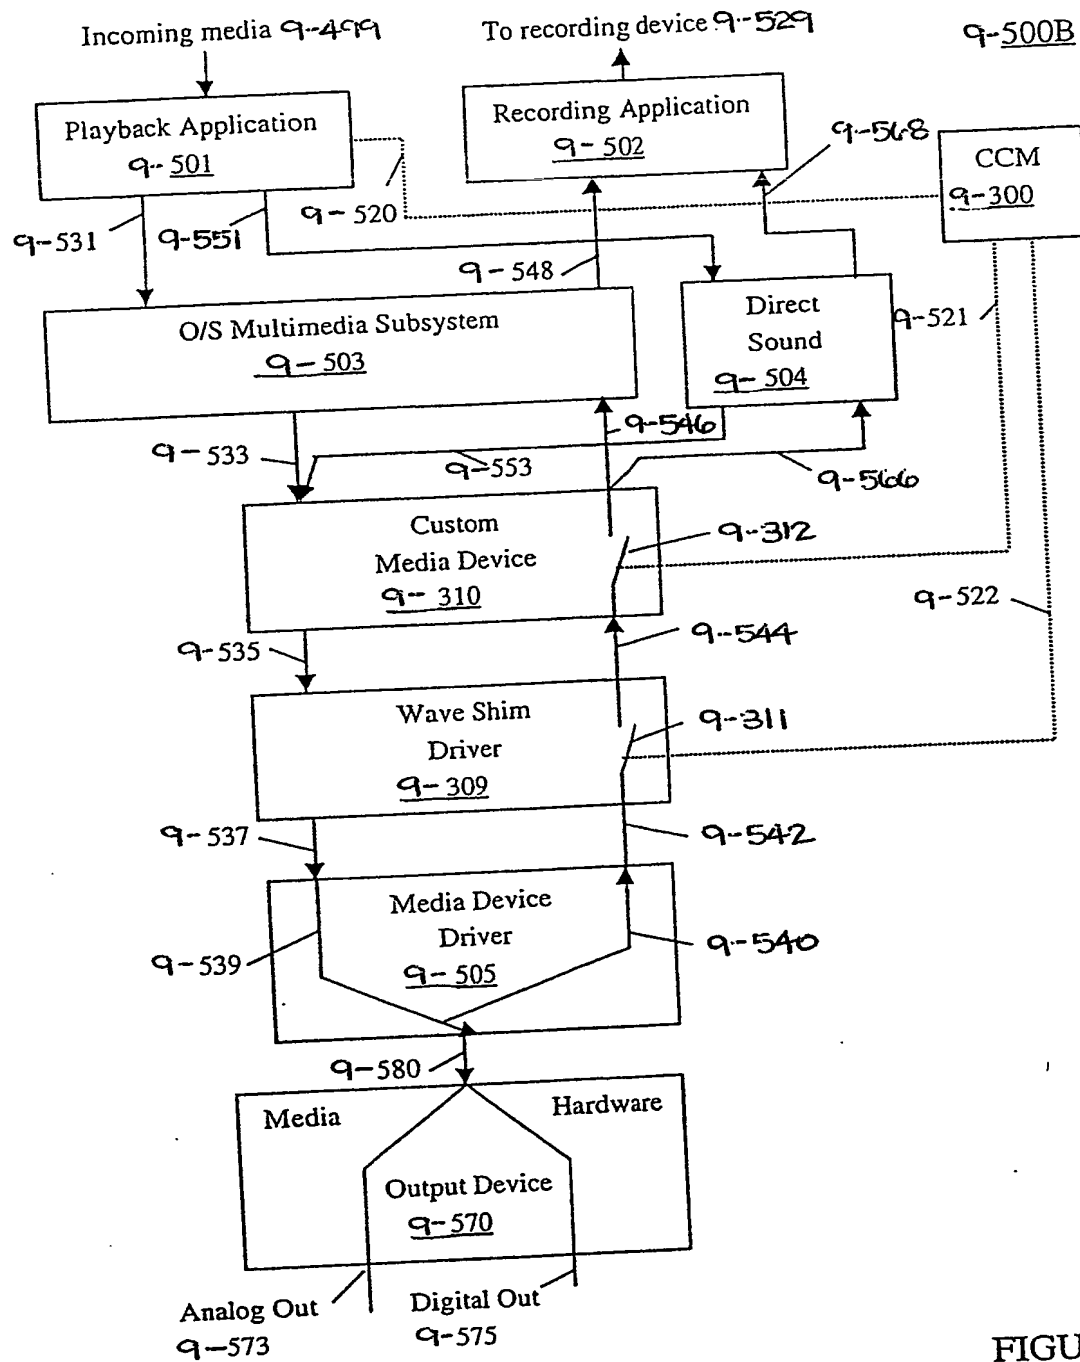 Incoming media 9-499
To recording device 9-529
9-500B
Playback Application
9-501
Recording Application
9-502
9-568
CCM
9-300
9-520
9-531
9-551
9-548
O/S Multimedia Subsystem
9-503
Direct
Sound
9-504
9-521
9-546
9-533
9-553
9-566
Custom
Media Device
9-310
9-312
9-522
9-535
9-544
Wave Shim
Driver
9-309
9-311
9-537
9-542
Media Device
Driver
9-505
9-539
9-540
9-580
Media
Hardware
Output Device
9-570
Analog Out
9-573
Digital Out
9-575
FIGU